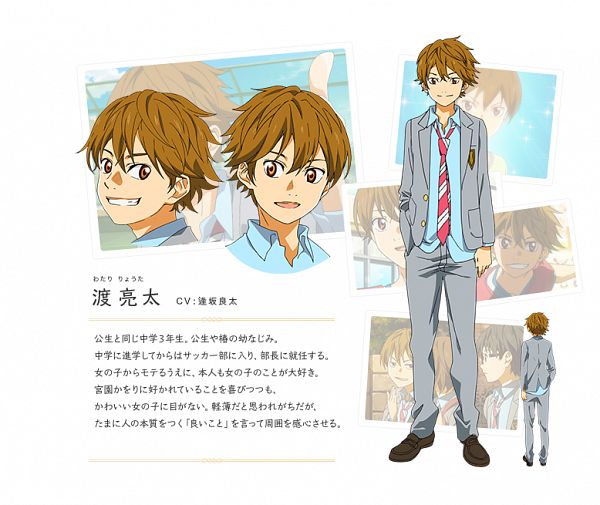 わたり りょうた
渡 亮太 CV:逢坂良太
公生と同じ中学3年生。公生や椿の幼なじみ。
中学に進学してからはサッカー部に入り、部長に就任する。
女の子からモテるうえに、本人も女の子のことが大好き。
宮園かをりに好かれていることを喜びつつも、
かわいい女の子に目がない。軽薄だと思われがちだが、
たまに人の本質をつく「良いこと」を言って周囲を感心させる。